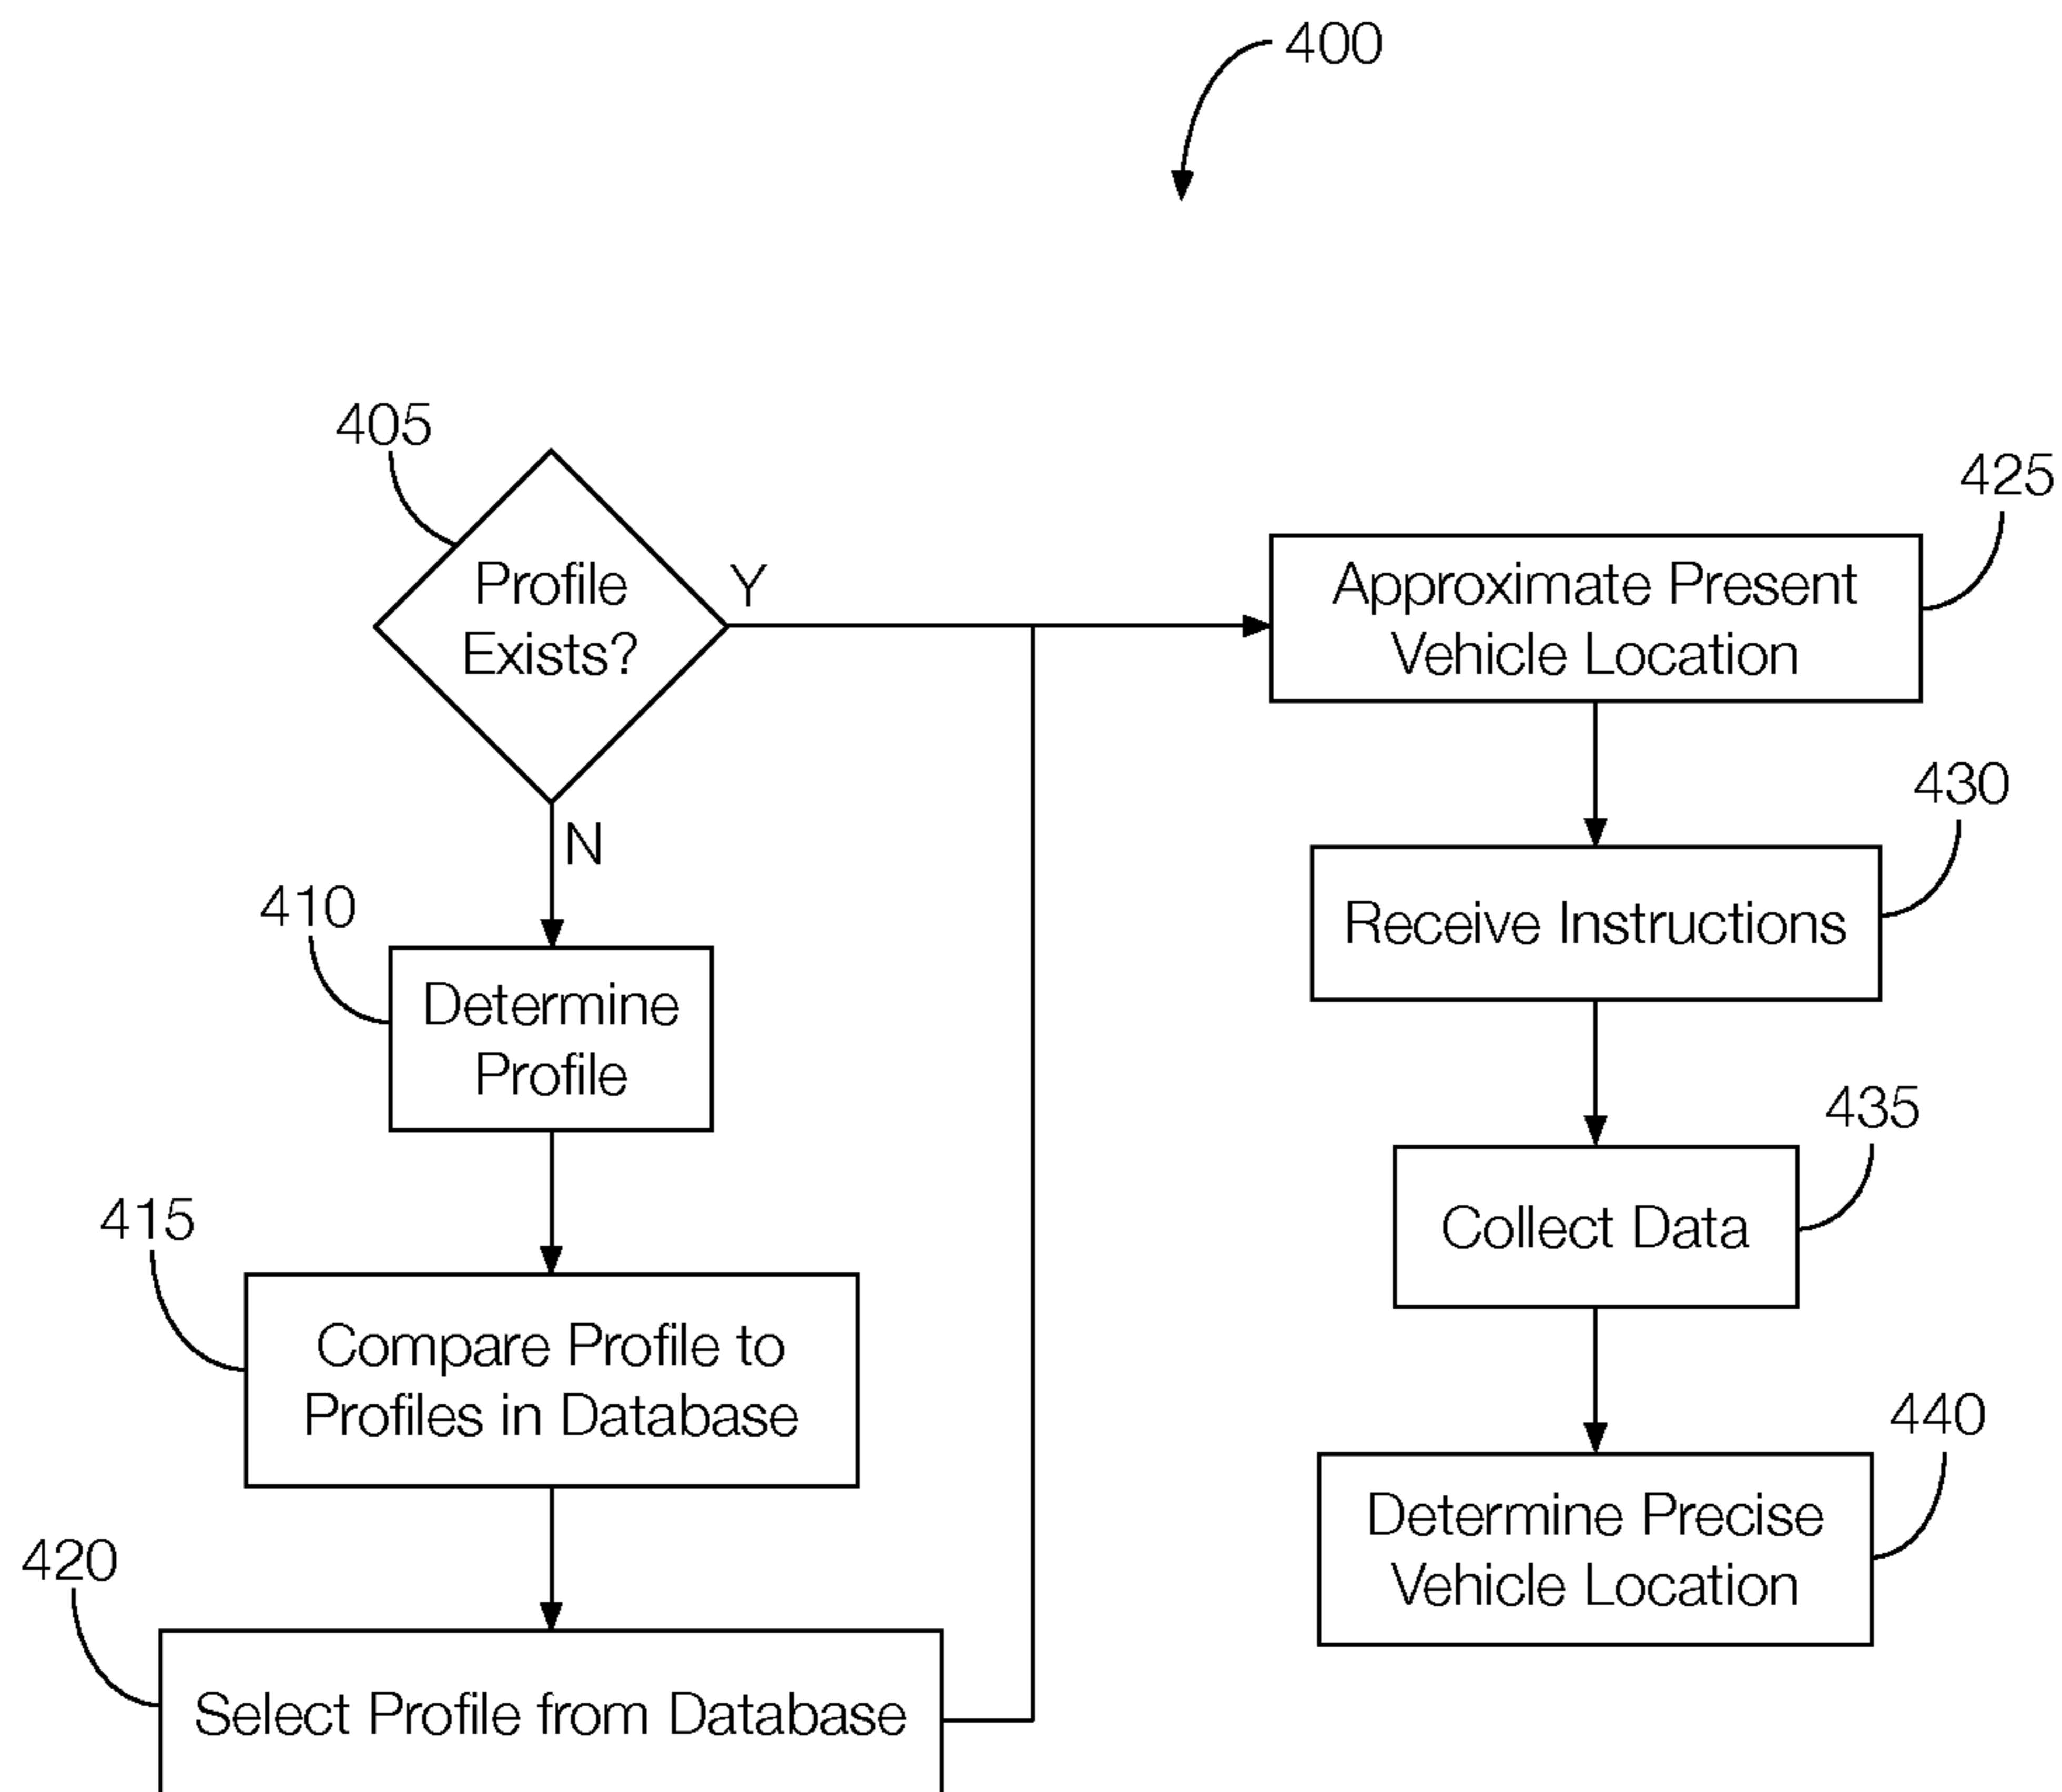 400
405
Profile
Exists?
Y
N
410
Determine
Profile
415
Compare Profile to
Profiles in Database
420
Select Profile from Database
425
Approximate Present
Vehicle Location
430
Receive Instructions
435
Collect Data
440
Determine Precise
Vehicle Location